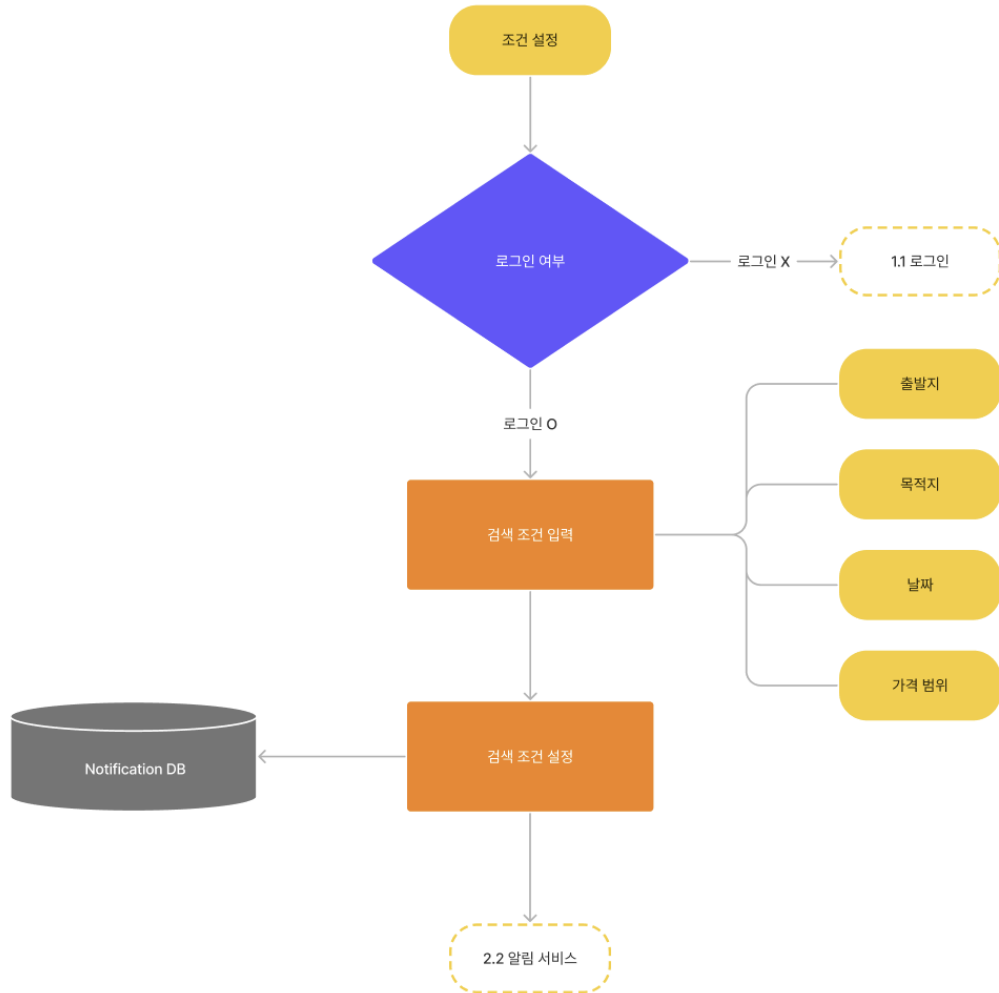 조건 설정
로그인 여부
로그인 X
1.1 로그인
출발지
로그인 O
목적지
검색 조건 입력
날짜
가격 범위
검색 조건 설정
Notification DB
2.2 알림 서비스